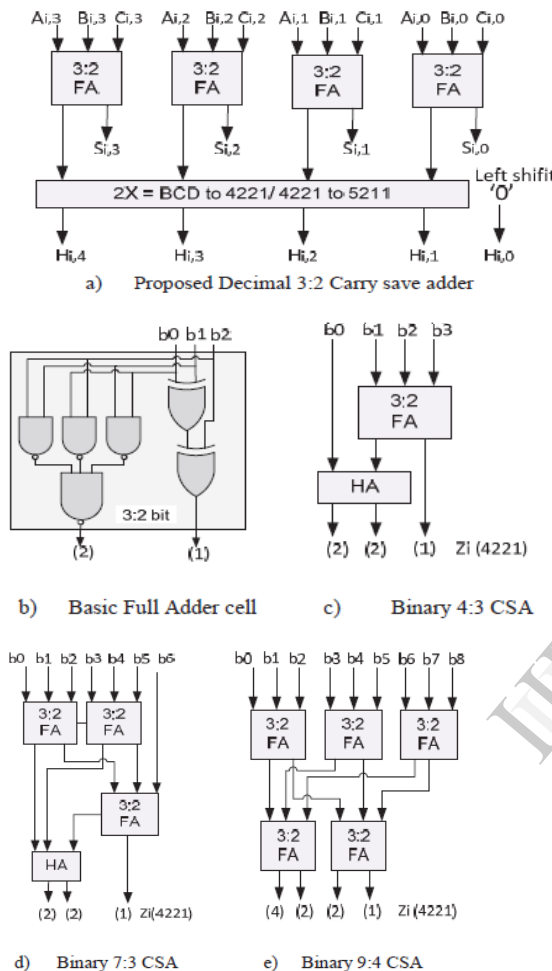 Ai,3 Bi,3 Ci,3 Ai,2 Bi,2 Ci,2 Ai,1 Bi,1 Ci,1 Ai,0 Bi,0 Ci,0
3:2 FA 3:2 FA 3:2 FA 3:2 FA
Si,3 Si,2 Si,1 Si,0
2X = BCD to 4221/ 4221 to 5211
Left shifit
'0'
Hi,4 Hi,3 Hi,2 Hi,1 Hi,0
a) Proposed Decimal 3:2 Carry save adder
b0 b1 b2
3:2 bit
(2) (1)
b) Basic Full Adder cell
b0 b1 b2 b3
3:2 FA
HA
(2) (2) (1) Zi (4221)
c) Binary 4:3 CSA
b0 b1 b2 b3 b4 b5 b6
3:2 FA 3:2 FA
3:2 FA
HA
(2) (2) (1) Zi(4221)
d) Binary 7:3 CSA
b0 b1 b2 b3 b4 b5 b6 b7 b8
3:2 FA 3:2 FA 3:2 FA
3:2 FA 3:2 FA
(4) (2) (2) (1) Zi(4221)
e) Binary 9:4 CSA